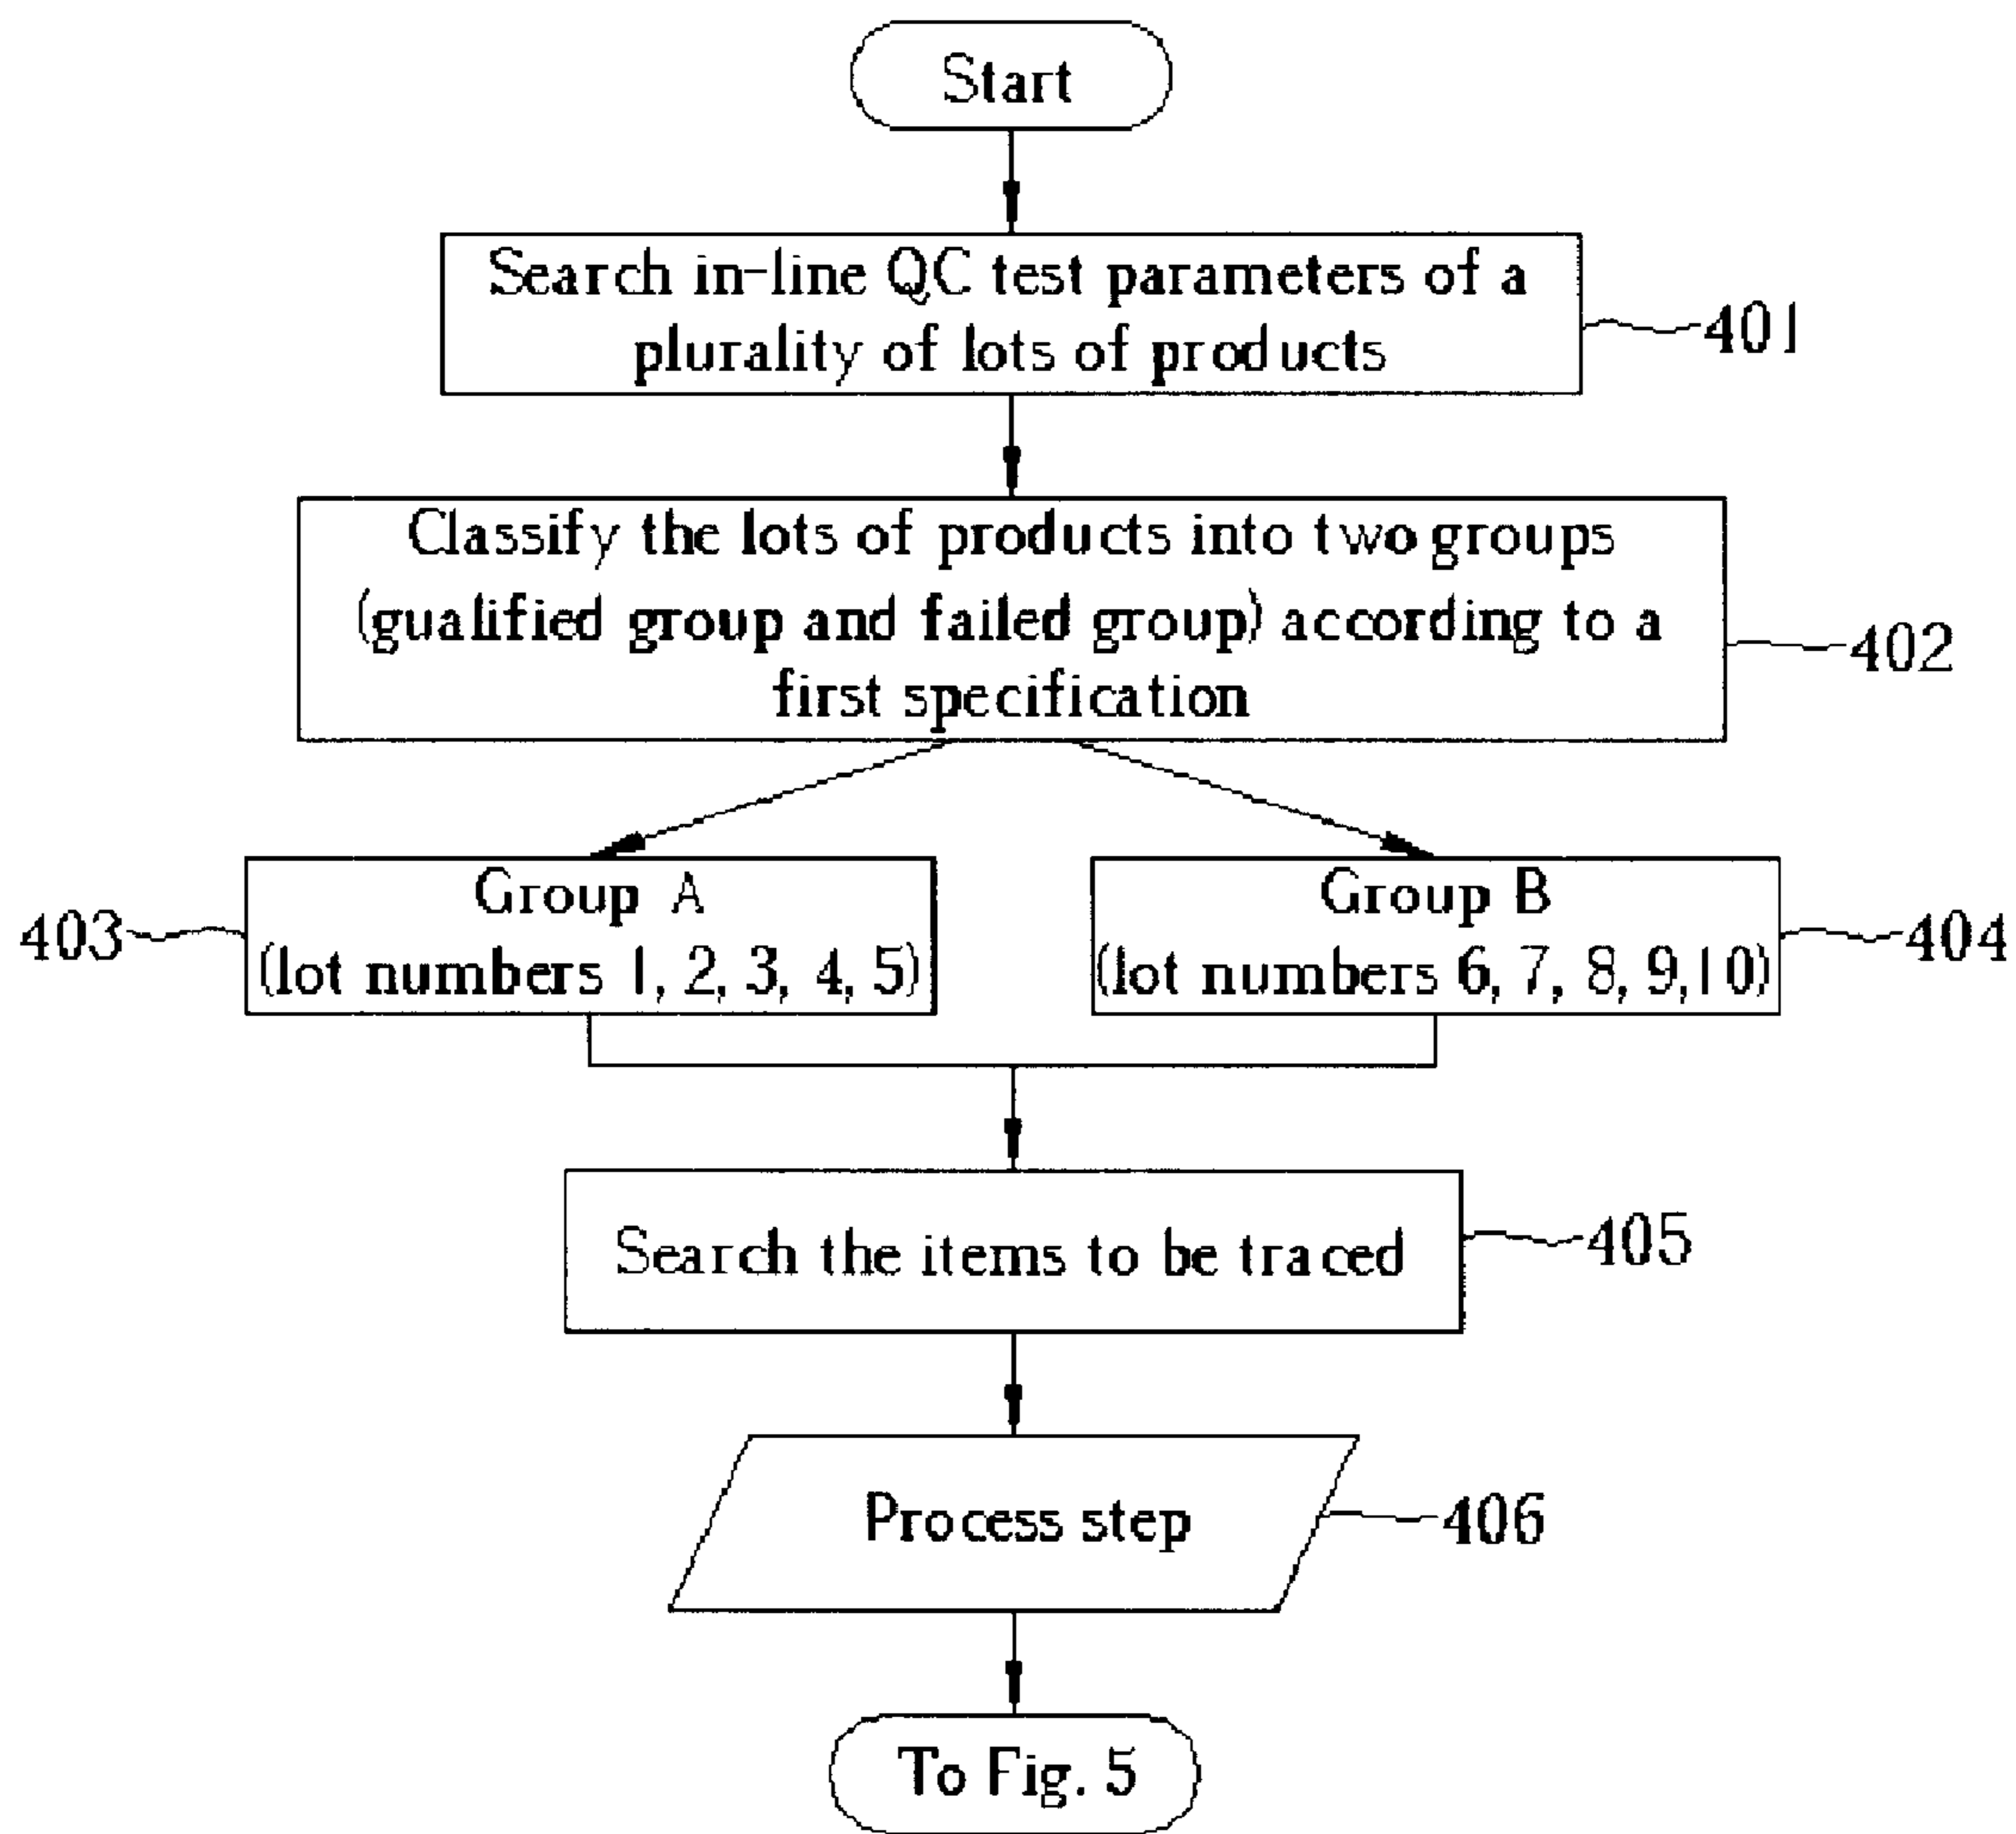 Start
Search in-line QC test parameters of a
plurality of lots of products
401
Classify the lots of products into two groups
(gualified group and failed group) according to a
first specification
402
Group A
(lot numbers 1, 2, 3, 4, 5)
403
Group B
(lot numbers 6, 7, 8, 9,10)
404
Search the items to be traced
405
Process step
406
To Fig. 5